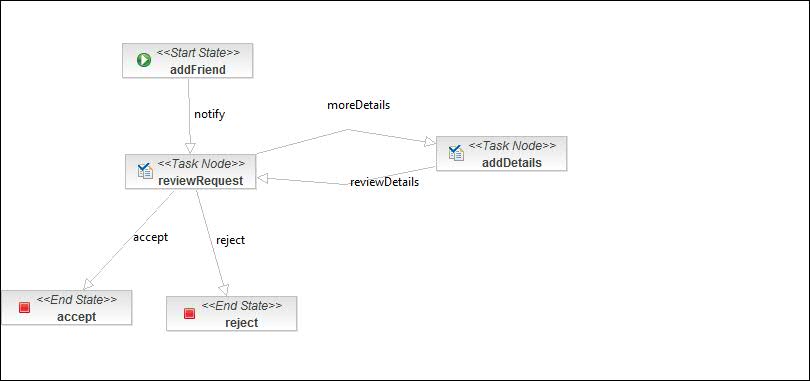 <<Start State>>
addFriend
notify
moreDetails
<<Task Node>>
addDetails
<<Task Node>>
reviewRequest
reviewDetails
accept
reject
<<End State>>
accept
<<End State>>
reject